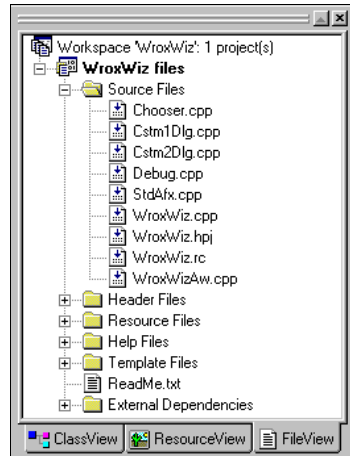 Workspace 'WroxWiz': 1 project(s)
WroxWiz files
Source Files
Chooser.cpp
Cstm1Dlg.cpp
Cstm2Dlg.cpp
Debug.cpp
StdAfx.cpp
WroxWiz.cpp
WroxWiz.hpj
WroxWiz.rc
WroxWizAw.cpp
Header Files
Resource Files
Help Files
Template Files
ReadMe.txt
External Dependencies
ClassView ResourceView FileView